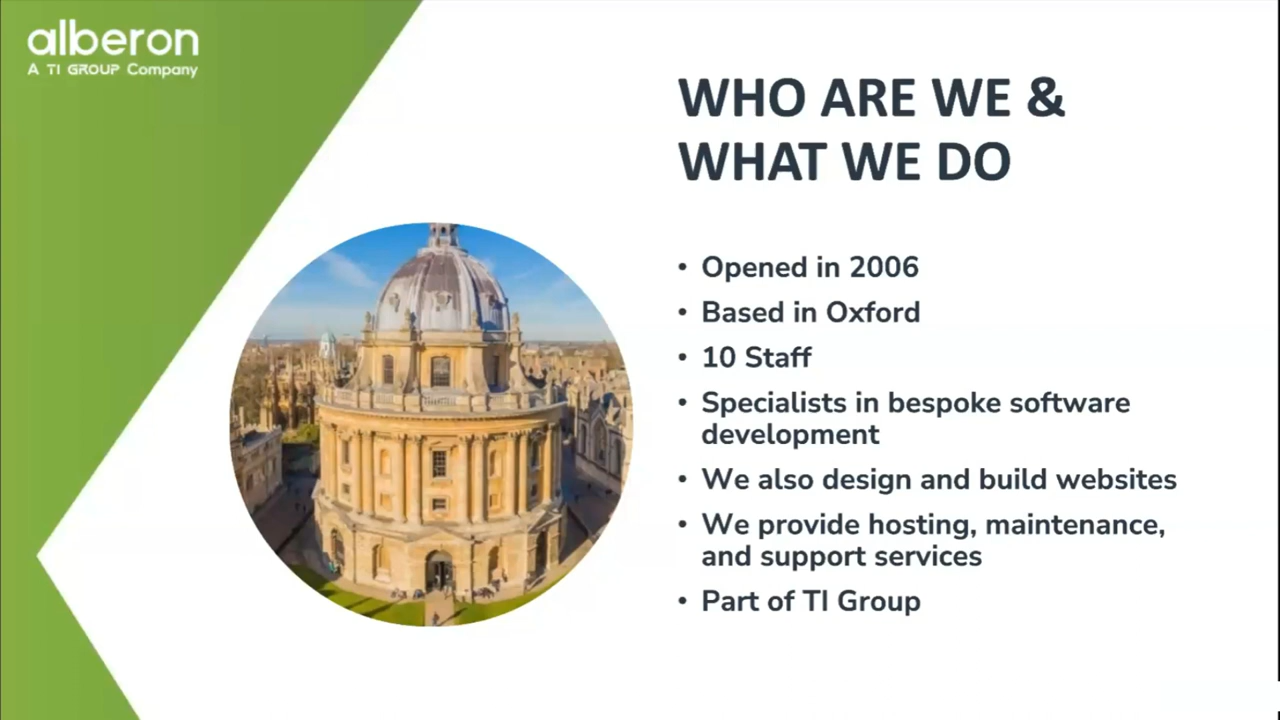 alberon
A TI GROUP Company
WHO ARE WE &
WHAT WE DO
• Opened in 2006
• Based in Oxford
• 10 Staff
• Specialists in bespoke software
development
• We also design and build websites
• We provide hosting, maintenance,
and support services
• Part of TI Group